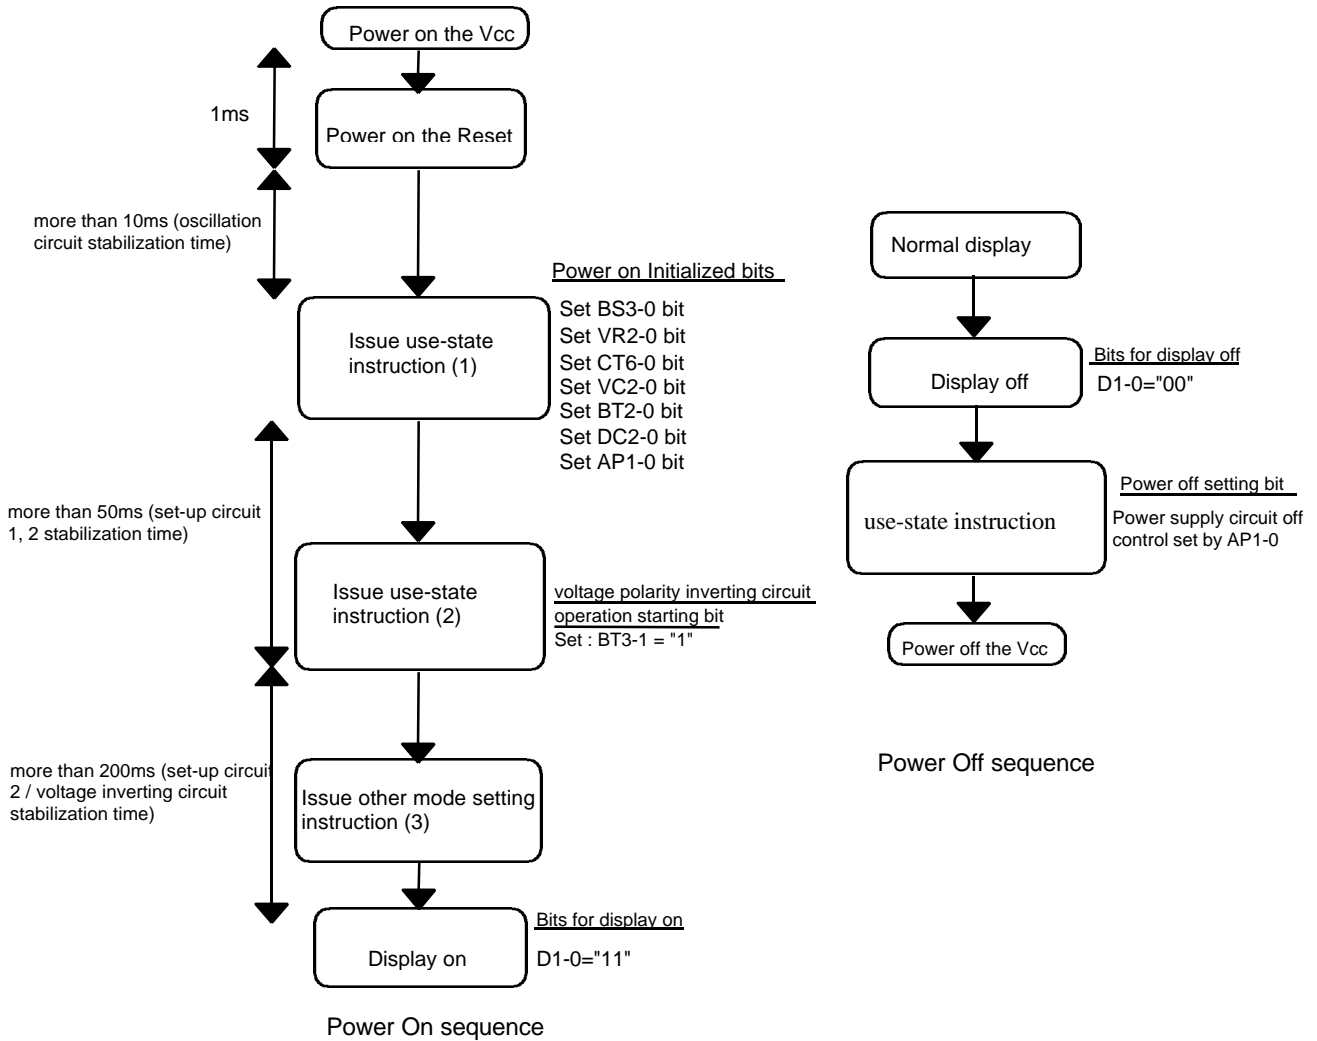 Power on the Vcc
1ms
Power on the Reset
more than 10ms (oscillation
circuit stabilization time)
Issue use-state
instruction (1)
Power on Initialized bits
Set BS3-0 bit
Set VR2-0 bit
Set CT6-0 bit
Set VC2-0 bit
Set BT2-0 bit
Set DC2-0 bit
Set AP1-0 bit
more than 50ms (set-up circuit
1, 2 stabilization time)
Issue use-state
instruction (2)
voltage polarity inverting circuit
operation starting bit
Set : BT3-1 = "1"
more than 200ms (set-up circuit
2 / voltage inverting circuit
stabilization time)
Issue other mode setting
instruction (3)
Display on
Bits for display on
D1-0="11"
Power On sequence
Normal display
Display off
Bits for display off
D1-0="00"
use-state instruction
Power off setting bit
Power supply circuit off
control set by AP1-0
Power off the Vcc
Power Off sequence